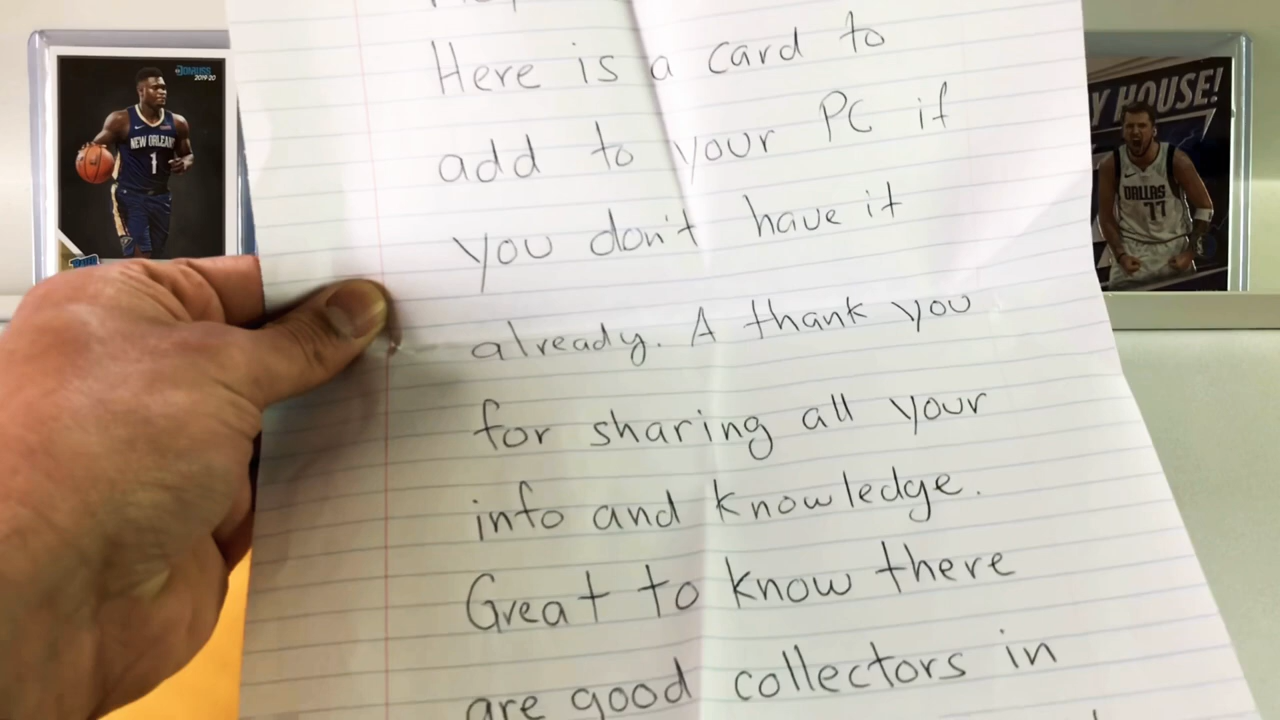 Here is a card to
add to your PC if
you don't have it
already. A thank you
for sharing all your
info and knowledge.
Great to know there
are good collectors in
DONRUSS
2019-20
NEW ORLEANS
1
Y HOUSE!
DALLAS
77